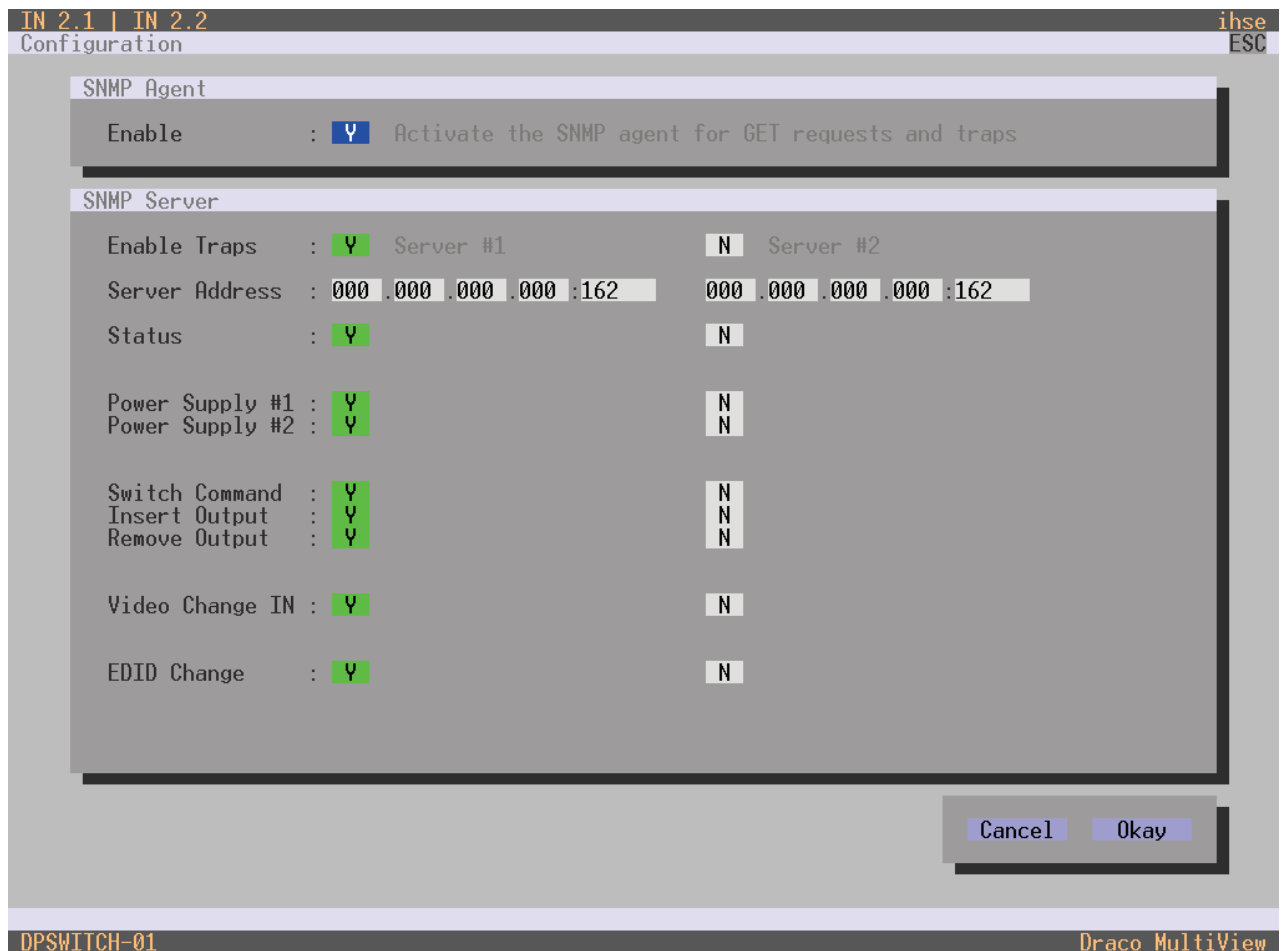 IN 2.1 | IN 2.2 ihse
Configuration ESC
SNMP Agent
Enable : Y Activate the SNMP agent for GET requests and traps
SNMP Server
Enable Traps : Y Server #1 N Server #2
Server Address : 000 .000 .000 .000 :162 000 .000 .000 .000 :162
Status : Y N
Power Supply #1 : Y N
Power Supply #2 : Y N
Switch Command : Y N
Insert Output : Y N
Remove Output : Y N
Video Change IN : Y N
EDID Change : Y N
Cancel Okay
DPSWITCH-01 Draco MultiView